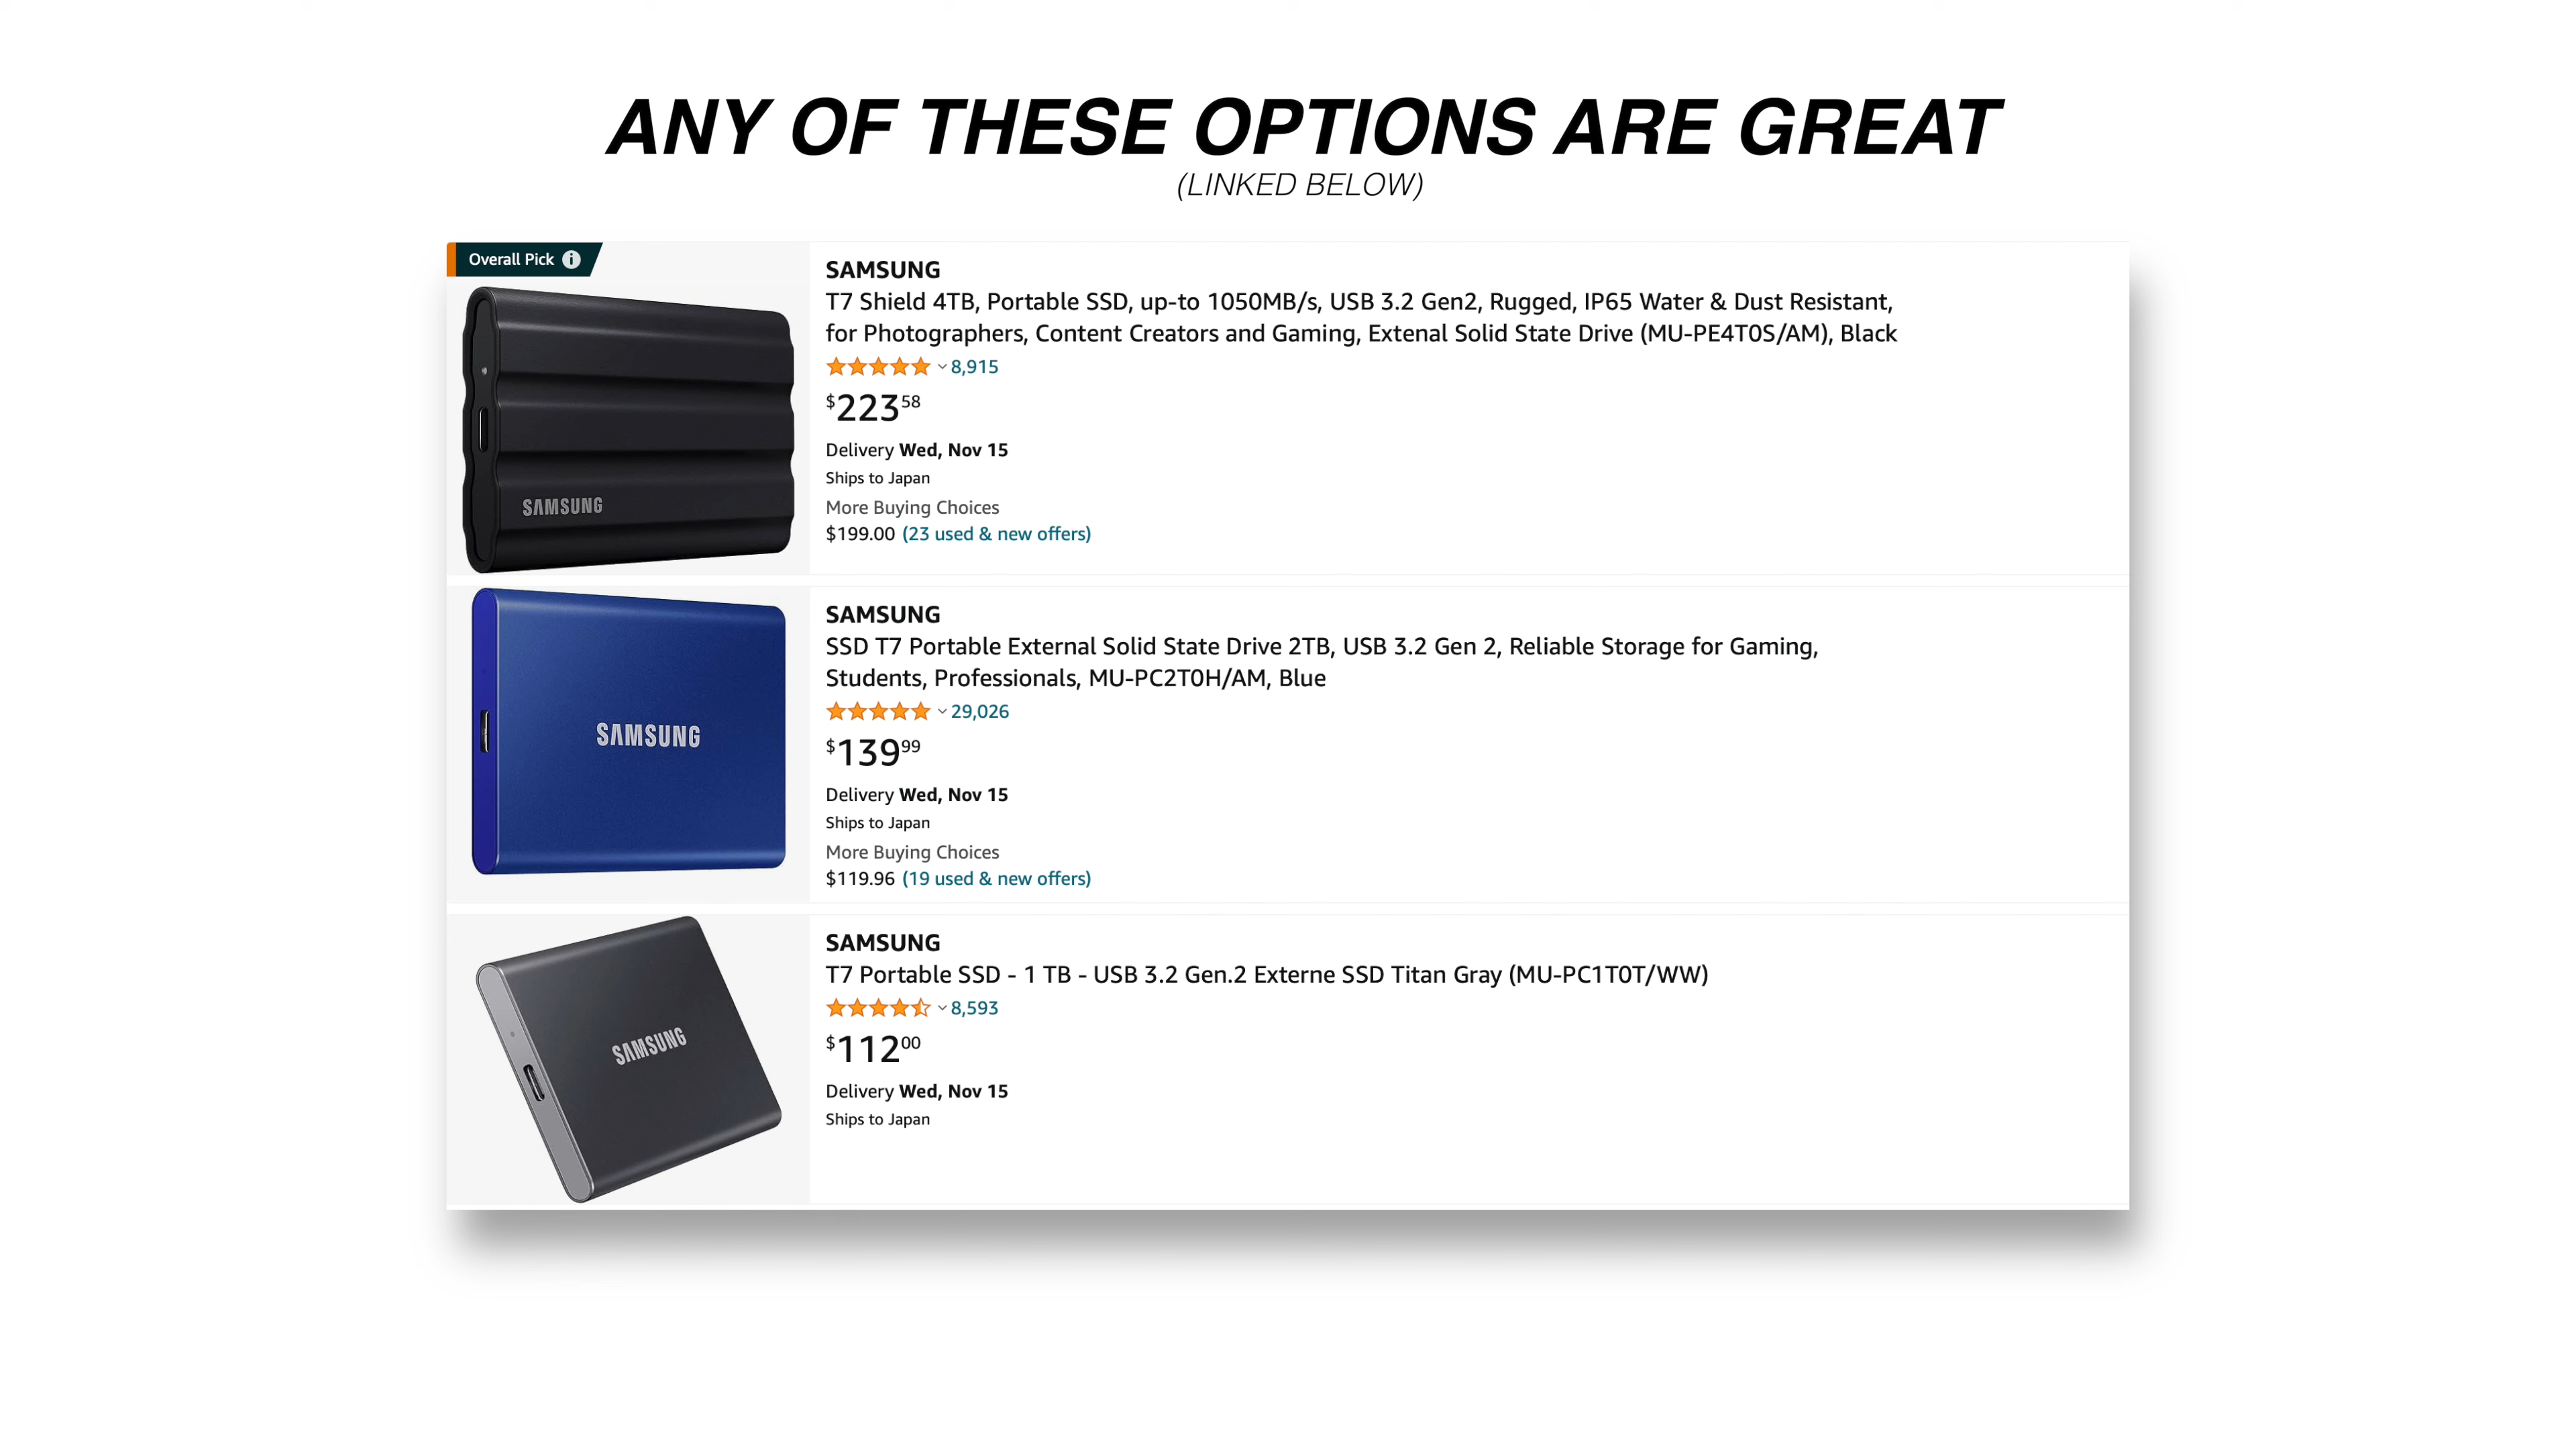 ANY OF THESE OPTIONS ARE GREAT
(LINKED BELOW)
Overall Pick
SAMSUNG
SAMSUNG
T7 Shield 4TB, Portable SSD, up-to 1050MB/s, USB 3.2 Gen2, Rugged, IP65 Water & Dust Resistant,
for Photographers, Content Creators and Gaming, Extenal Solid State Drive (MU-PE4T0S/AM), Black
8,915
$223.58
Delivery Wed, Nov 15
Ships to Japan
More Buying Choices
$199.00 (23 used & new offers)
SAMSUNG
SAMSUNG
SSD T7 Portable External Solid State Drive 2TB, USB 3.2 Gen 2, Reliable Storage for Gaming,
Students, Professionals, MU-PC2T0H/AM, Blue
29,026
$139.99
Delivery Wed, Nov 15
Ships to Japan
More Buying Choices
$119.96 (19 used & new offers)
SAMSUNG
SAMSUNG
T7 Portable SSD - 1 TB - USB 3.2 Gen.2 Externe SSD Titan Gray (MU-PC1T0T/WW)
8,593
$112.00
Delivery Wed, Nov 15
Ships to Japan